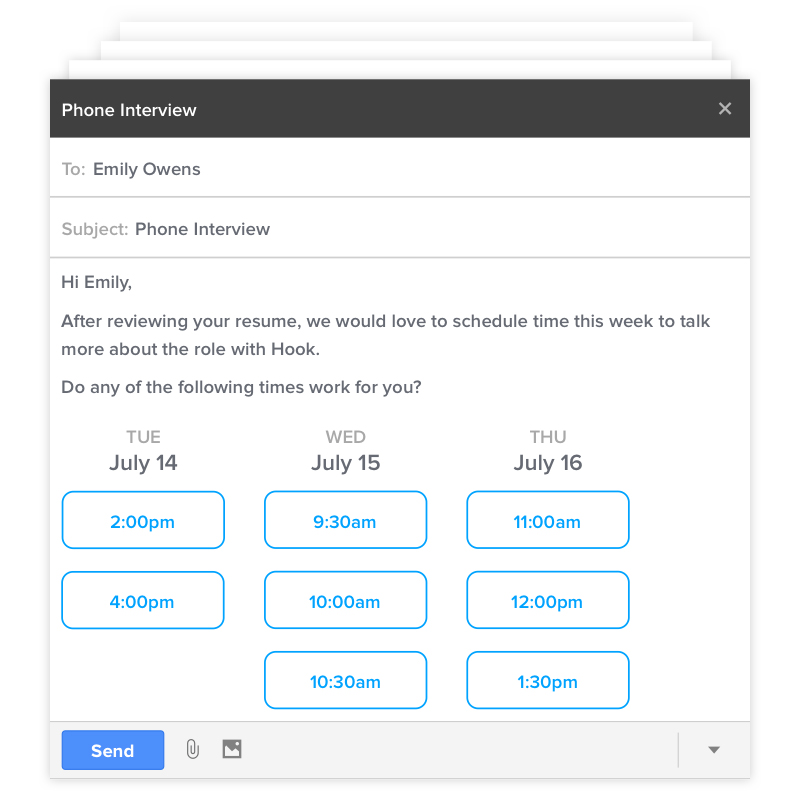 Phone Interview
To: Emily Owens
Subject: Phone Interview
Hi Emily,
After reviewing your resume, we would love to schedule time this week to talk
more about the role with Hook.
Do any of the following times work for you?
TUE WED THU
July 14 July 15 July 16
2:00pm 9:30am 11:00am
4:00pm 10:00am 12:00pm
10:30am 1:30pm
Send